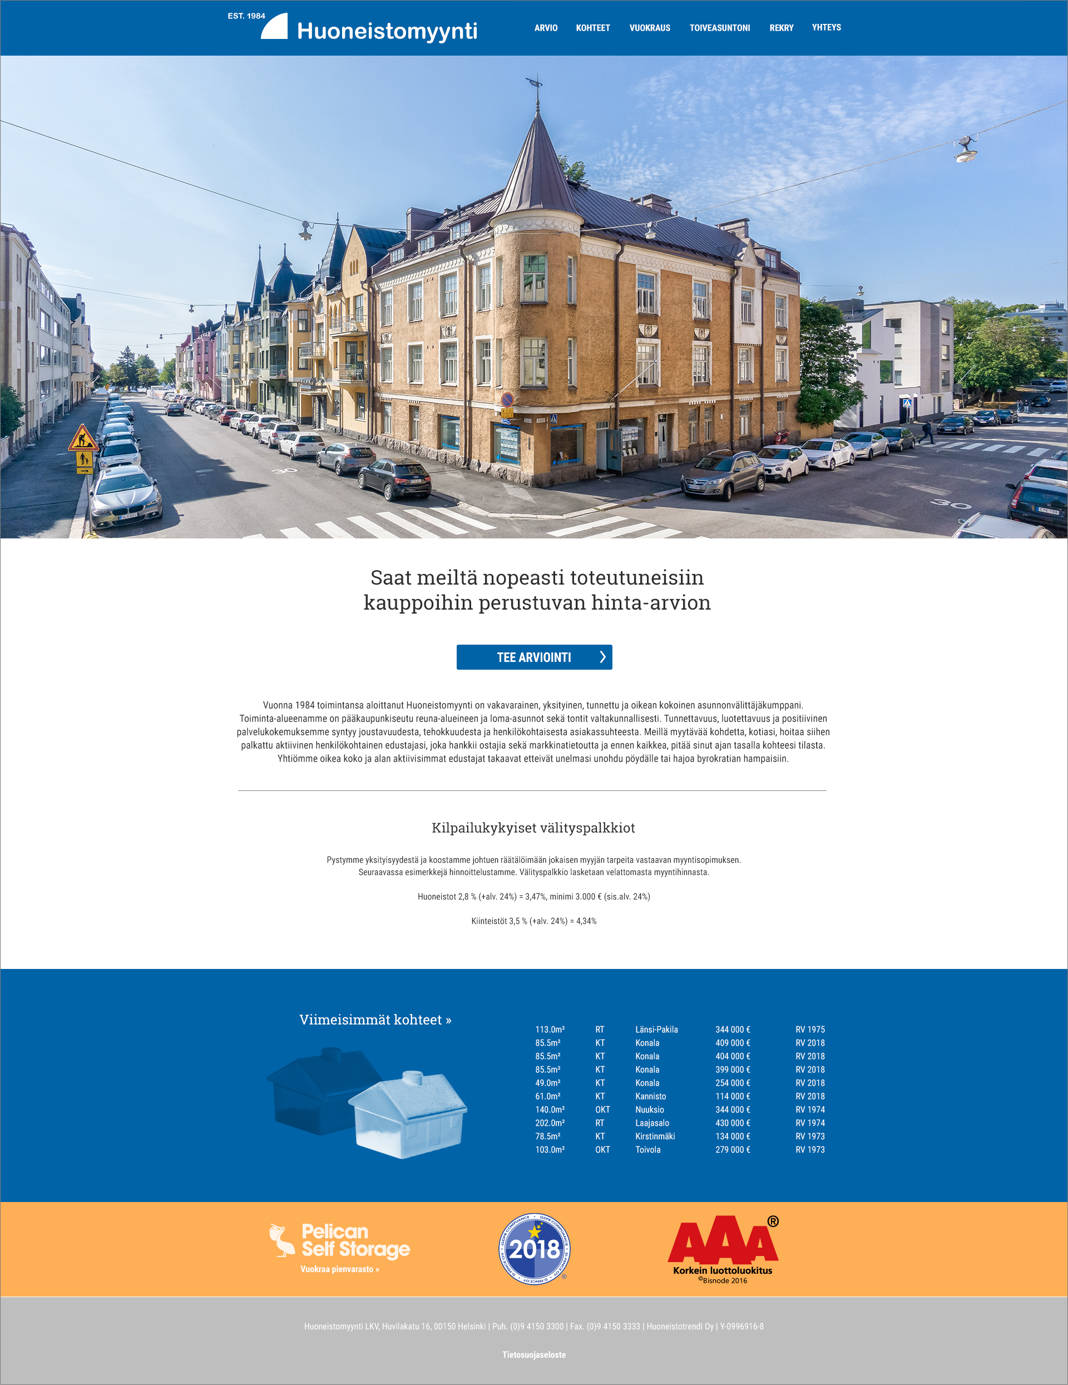 EST. 1984
Huoneistomyynti
ARVIO KOHTEET VUOKRAUS TOIVEASUNTONI REKRY YHTEYS
30
30
Saat meiltä nopeasti toteutuneisiin
kauppoihin perustuvan hinta-arvion
TEE ARVIOINTI
Vuonna 1984 toimintansa aloittanut Huoneistomyynti on vakavarainen, yksityinen, tunnettu ja oikean kokoinen asunnonvälittäjäkumppani.
Toiminta-alueenamme on pääkaupunkiseutu reuna-alueineen ja loma-asunnot sekä tontit valtakunnallisesti. Tunnettavuus, luotettavuus ja positiivinen
palvelukokemuksemme syntyy joustavuudesta, tehokkuudesta ja henkilökohtaisesta asiakassuhteesta. Meillä myytävää kohdetta, kotiasi, hoitaa siihen
palkattu aktiivinen henkilökohtainen edustajasi, joka hankkii ostajia sekä markkinatietoutta ja ennen kaikkea, pitää sinut ajan tasalla kohteesi tilasta.
Yhtiömme oikea koko ja alan aktiivisimmat edustajat takaavat etteivät unelmasi unohdu pöydälle tai hajoa byrokratian hampaisiin.
Kilpailukykyiset välityspalkkiot
Pystymme yksityisyydestä ja koostamme johtuen räätälöimään jokaisen myyjän tarpeita vastaavan myyntisopimuksen.
Seuraavassa esimerkkejä hinnoittelustamme. Välityspalkkio lasketaan velattomasta myyntihinnasta.
Huoneistot 2,8 % (+alv. 24%) = 3,47%, minimi 3.000 € (sis.alv. 24%)
Kiinteistöt 3,5 % (+alv. 24%) = 4,34%
Viimeisimmät kohteet »
113.0m² RT Länsi-Pakila 344 000 € RV 1975
85.5m² KT Konala 409 000 € RV 2018
85.5m² KT Konala 404 000 € RV 2018
85.5m² KT Konala 399 000 € RV 2018
49.0m² KT Konala 254 000 € RV 2018
61.0m² KT Kannisto 114 000 € RV 2018
140.0m² OKT Nuuksio 344 000 € RV 1974
202.0m² RT Laajasalo 430 000 € RV 1974
78.5m² KT Kirstinmäki 134 000 € RV 1973
103.0m² OKT Toivola 279 000 € RV 1973
Pelican
Self Storage
Vuokraa pienvarasto »
2018
®
AAA®
Korkein luottoluokitus
©Bisnode 2016
Huoneistomyynti LKV, Huvilakatu 16, 00150 Helsinki | Puh. (0)9 4150 3300 | Fax. (0)9 4150 3333 | Huoneistotrendi Oy | Y-0996916-8
Tietosuojaseloste